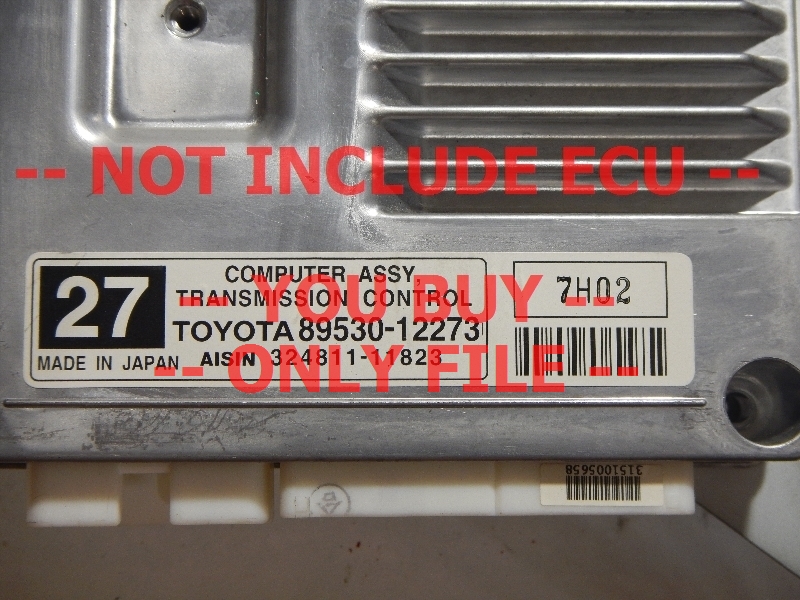 -- NOT INCLUDE ECU --
27
COMPUTER ASSY,
TRANSMISSION CONTROL
TOYOTA 89530-12273
MADE IN JAPAN AISIN 324811-11823
7H02
-- YOU BUY --
-- ONLY FILE --
3151005658